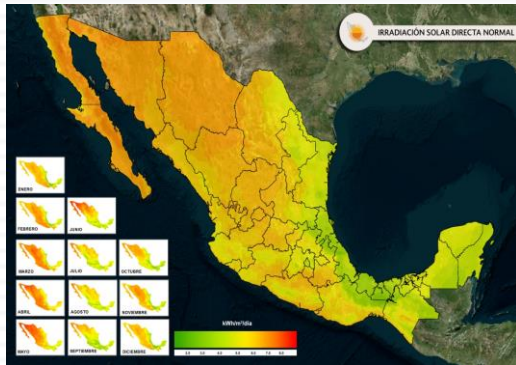 IRRADIACIÓN SOLAR DIRECTA NORMAL
ENERO
FEBRERO
JUNIO
MARZO
JULIO
OCTUBRE
ABRIL
AGOSTO
NOVIEMBRE
MAYO
SEPTIEMBRE
DICIEMBRE
kWh/m²/día